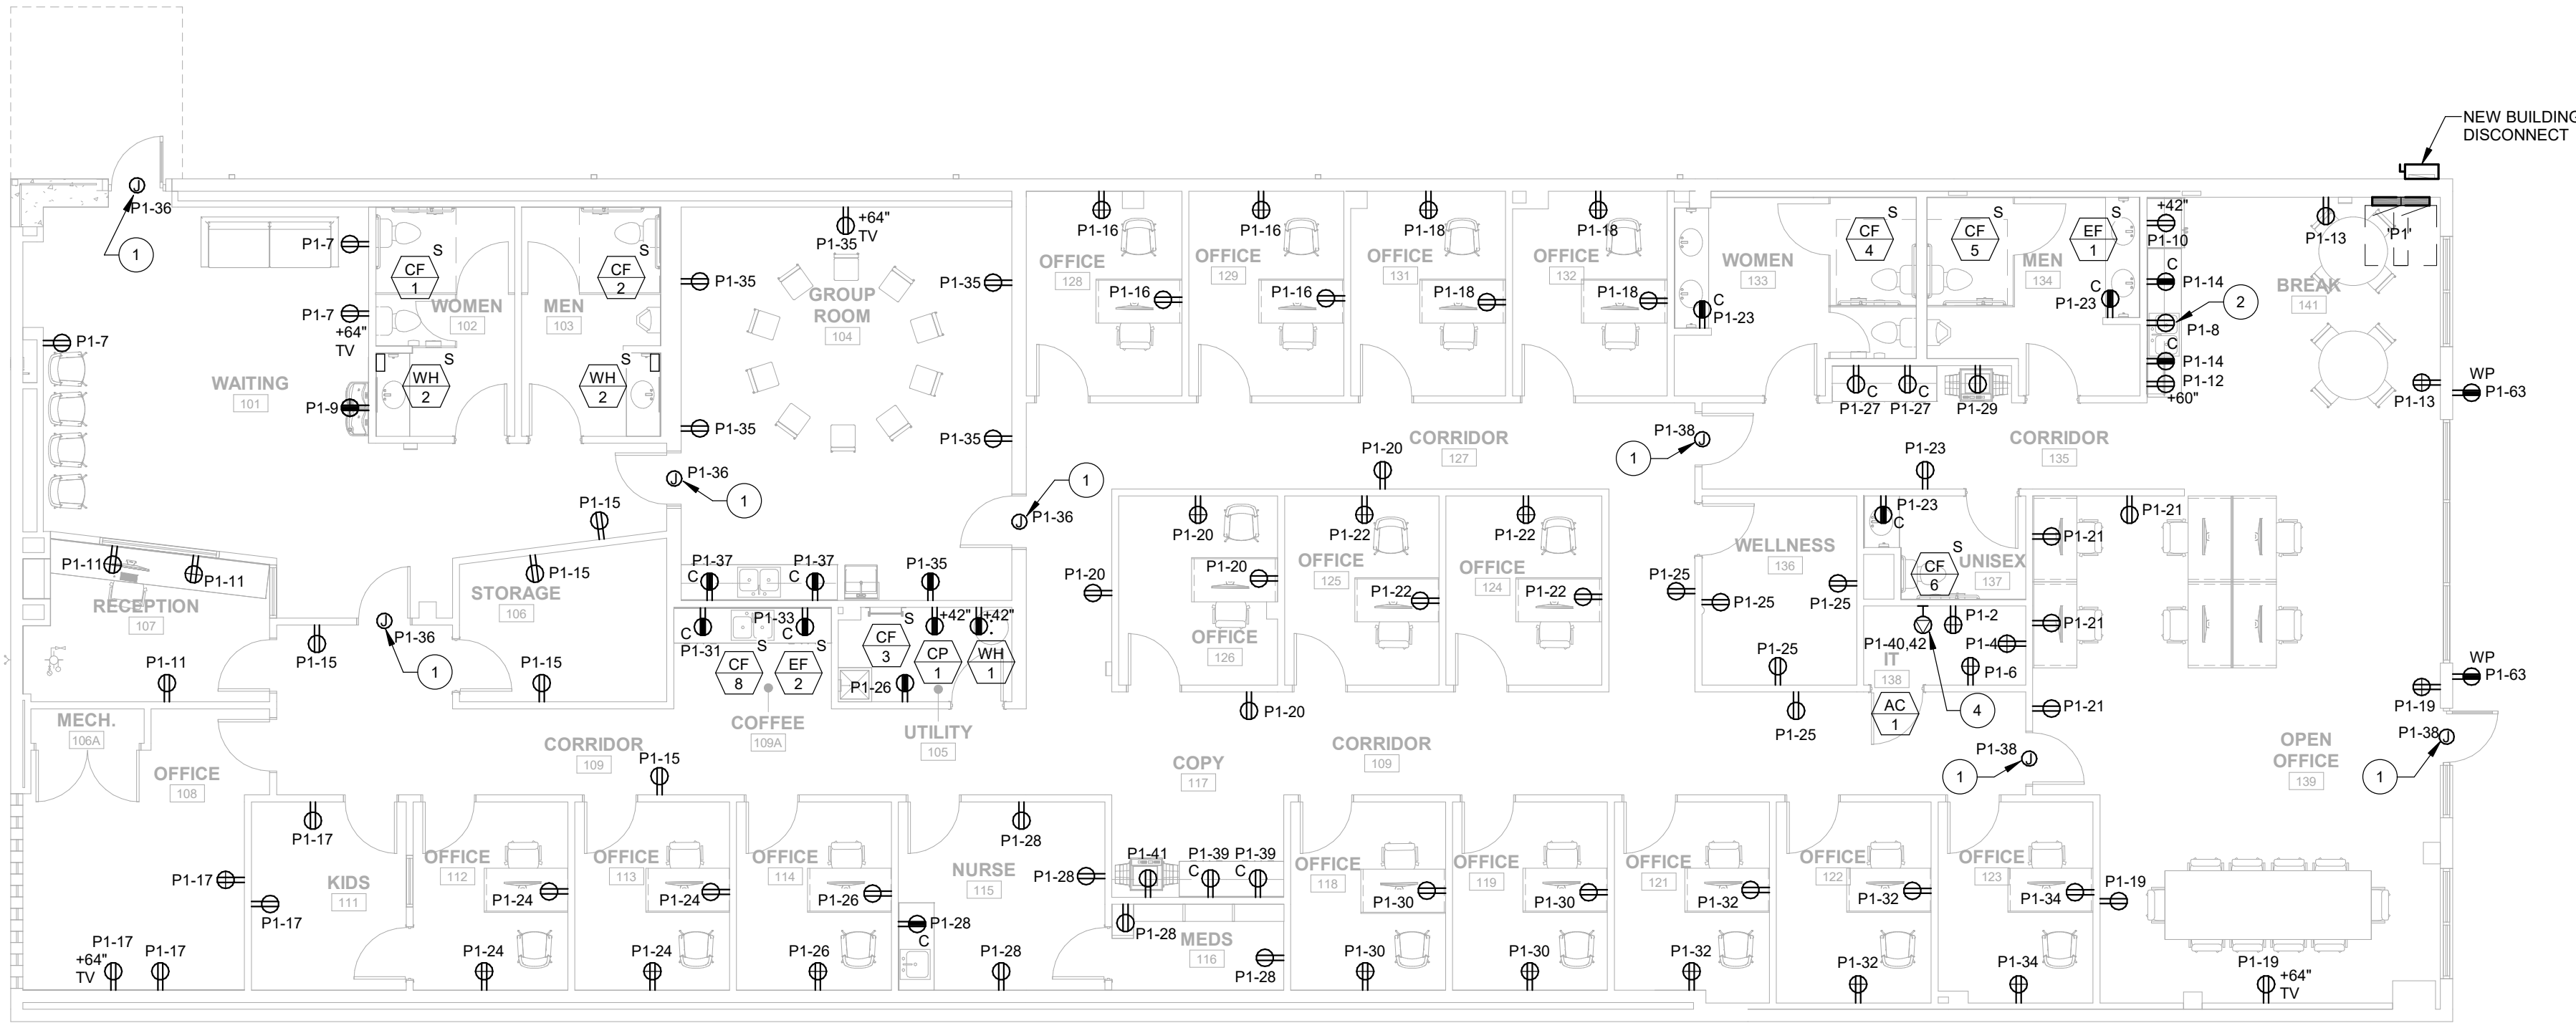 NEW BUILDING
DISCONNECT
J
P1-36
1
P1-7
P1-7
+64"
TV
P1-7
WAITING
101
P1-9
S
CF
1
WOMEN
102
S
WH
2
S
CF
2
MEN
103
S
WH
2
+64"
P1-35
TV
P1-35
P1-35
GROUP
ROOM
104
P1-35
P1-35
J
P1-36
1
1
J
P1-36
P1-16
OFFICE
128
P1-16
P1-16
OFFICE
129
P1-16
P1-18
OFFICE
131
P1-18
P1-18
OFFICE
132
P1-18
C
P1-23
WOMEN
133
S
CF
4
S
CF
5
MEN
134
S
EF
1
C
P1-23
+42"
P1-10
C
P1-14
2
P1-8
C
P1-14
P1-12
+60"
P1-13
'P1'
BREAK
141
P1-13
WP
P1-63
C
P1-27
C
P1-27
P1-29
CORRIDOR
127
P1-38
J
1
P1-20
P1-23
CORRIDOR
135
P1-15
P1-11
P1-11
RECEPTION
107
P1-11
P1-15
STORAGE
106
P1-15
P1-15
J
P1-36
1
P1-37
C
P1-37
C
P1-35
C
P1-31
P1-33
C
S
CF
8
S
EF
2
COFFEE
109A
S
CF
3
+42"
CP
1
+42"
WH
1
P1-26
UTILITY
105
P1-20
P1-20
P1-20
OFFICE
126
P1-20
P1-22
OFFICE
125
P1-22
P1-22
OFFICE
124
P1-22
P1-25
WELLNESS
136
P1-25
P1-25
P1-25
P1-25
P1-23
C
S
CF
6
UNISEX
137
P1-2
P1-4
P1-6
P1-40,42
IT
138
AC
1
4
P1-21
P1-21
P1-21
P1-21
WP
P1-63
P1-19
P1-38
J
1
P1-38
J
1
OPEN
OFFICE
139
MECH.
106A
OFFICE
108
CORRIDOR
109
P1-15
COPY
117
CORRIDOR
109
P1-17
P1-17
P1-17
P1-17
+64"
TV
P1-17
KIDS
111
OFFICE
112
P1-24
P1-24
OFFICE
113
P1-24
P1-24
OFFICE
114
P1-26
P1-26
P1-28
NURSE
115
P1-28
P1-28
C
P1-28
P1-41
P1-39
C
P1-39
C
P1-28
MEDS
116
P1-28
OFFICE
118
P1-30
P1-30
OFFICE
119
P1-30
P1-30
OFFICE
121
P1-32
P1-32
OFFICE
122
P1-32
P1-32
OFFICE
123
P1-34
P1-34
P1-19
P1-19
+64"
TV